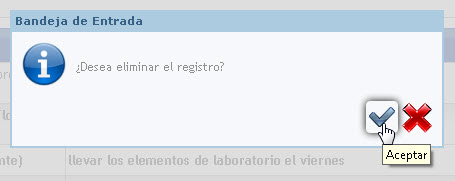 Bandeja de Entrada
¿Desea eliminar el registro?
Aceptar
llevar los elementos de laboratorio el viernes